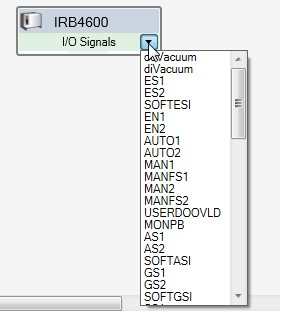 IRB4600
I/O Signals
diVacuum
ES1
ES2
SOFTESI
EN1
EN2
AUTO1
AUTO2
MAN1
MANFS1
MAN2
MANFS2
USERDOOVLD
MONPB
AS1
AS2
SOFTASI
GS1
GS2
SOFTGSI